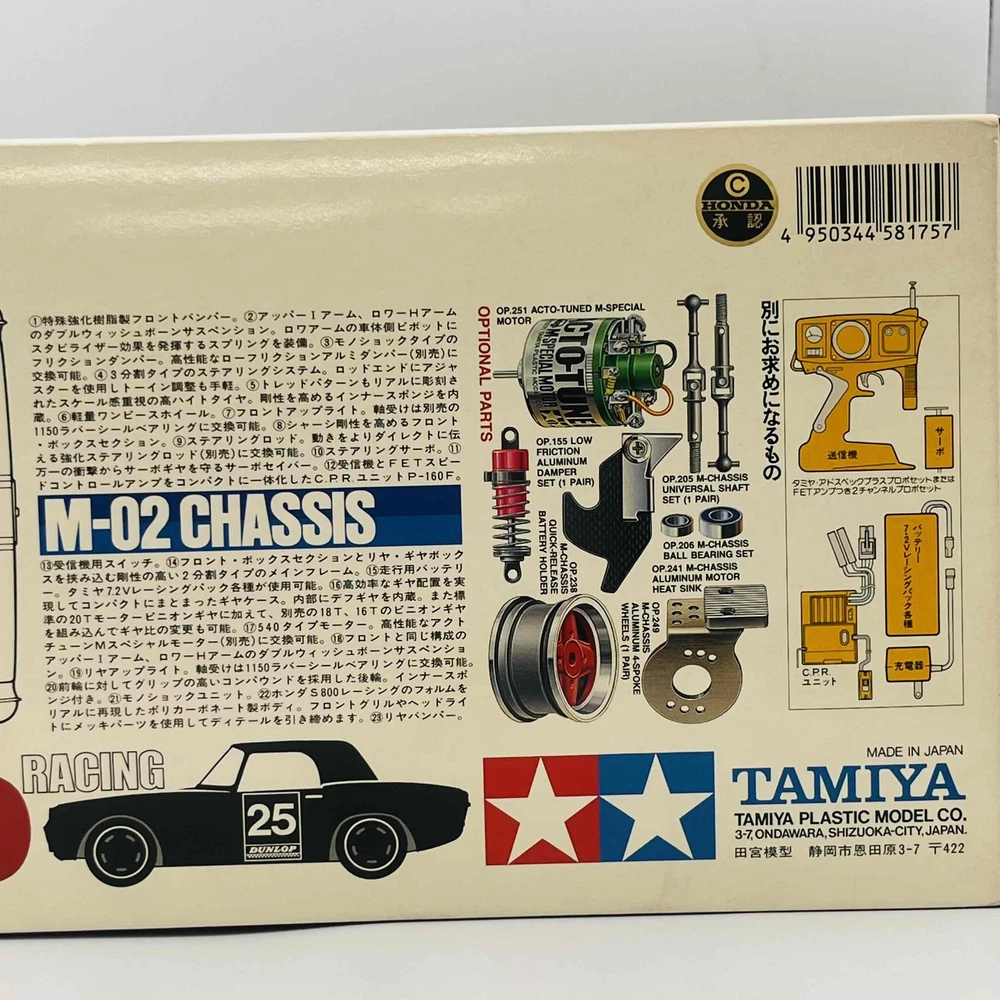 C
HONDA
承認
4 950344 581757
①特殊強化樹脂製フロントバンパー。②アッパーIアーム、ロワーHアーム
のダブルウィッシュボーンサスペンション。ロワアームの車体側ピボットに
スタビライザー効果を発揮するスプリングを装備。③モノショックタイプの
フリクションダンパー。高性能なローフリクションアルミダンパー(別売)に
交換可能。④3分割タイプのステアリングシステム。ロッドエンドにアジャ
スターを使用しトーイン調整も手軽。⑤トレッドパターンもリアルに彫刻さ
れたスケール感重視の高ハイトタイヤ。剛性を高めるインナースポンジを内
蔵。⑥軽量ワンピースホイール。⑦フロントアップライト。軸受けは別売の
1150ラバーシールベアリングに交換可能。⑧シャーシ剛性を高めるフロント
・ボックスセクション。⑨ステアリングロッド。動きをよりダイレクトに伝
える強化ステアリングロッド(別売)に交換可能。⑩ステアリングサーボ。⑪
万一の衝撃からサーボギヤを守るサーボセイバー。⑫受信機とFETスピー
ドコントロールアンプをコンパクトに一体化したC.P.R.ユニットP-160F。
M-02 CHASSIS
⑬受信機用スイッチ。⑭フロント・ボックスセクションとリヤ・ギヤボック
スを挟み込む剛性の高い2分割タイプのメインフレーム。⑮走行用バッテリ
ー。タミヤ7.2Vレーシングパック各種が使用可能。⑯高効率なギヤ配置を実
現してコンパクトにまとまったギヤケース。内部にデフギヤを内蔵。また標
準の20Tモーターピニオンギヤに加えて、別売の18T、16Tのピニオンギヤ
を組み込んでギヤ比の変更も可能。⑰540タイプモーター。高性能なアクト
チューンMスペシャルモーター(別売)に交換可能。⑱フロントと同じ構成の
アッパーIアーム、ロワーHアームのダブルウィッシュボーンサスペンショ
ン。⑲リヤアップライト。軸受けは1150ラバーシールベアリングに交換可能。
⑳前輪に対してグリップの高いコンパウンドを採用した後輪。インナースポ
ンジ付き。㉑モノショックユニット。㉒ホンダS800レーシングのフォルムを
リアルに再現したポリカーボネート製ボディ。フロントグリルやヘッドライ
トにメッキパーツを使用してディテールを引き締めます。㉓リヤバンパー。
OPTIONAL PARTS
OP.251 ACTO-TUNED M-SPECIAL
MOTOR
CTO-TUNE
M-SPECIAL MOTOR
OP.155 LOW
FRICTION
ALUMINUM
DAMPER
SET (1 PAIR)
OP.205 M-CHASSIS
UNIVERSAL SHAFT
SET (1 PAIR)
OP.206 M-CHASSIS
BALL BEARING SET
OP.238
M-CHASSIS
QUICK-RELEASE
BATTERY HOLDER
OP.241 M-CHASSIS
ALUMINUM MOTOR
HEAT SINK
OP.249
M-CHASSIS
ALUMINUM 4-SPOKE
WHEELS (1 PAIR)
別にお求めになるもの
送信機
サーボ
タミヤ・アドスペックプラスプロポセットまたは
FETアンプつき2チャンネルプロポセット
バッテリー
7.2Vレーシングパック各種
C.P.R.
ユニット
充電器
RACING
25
DUNLOP
MADE IN JAPAN
TAMIYA
TAMIYA PLASTIC MODEL CO.
3-7, ONDAWARA, SHIZUOKA-CITY, JAPAN.
田宮模型 静岡市恩田原3-7 〒422